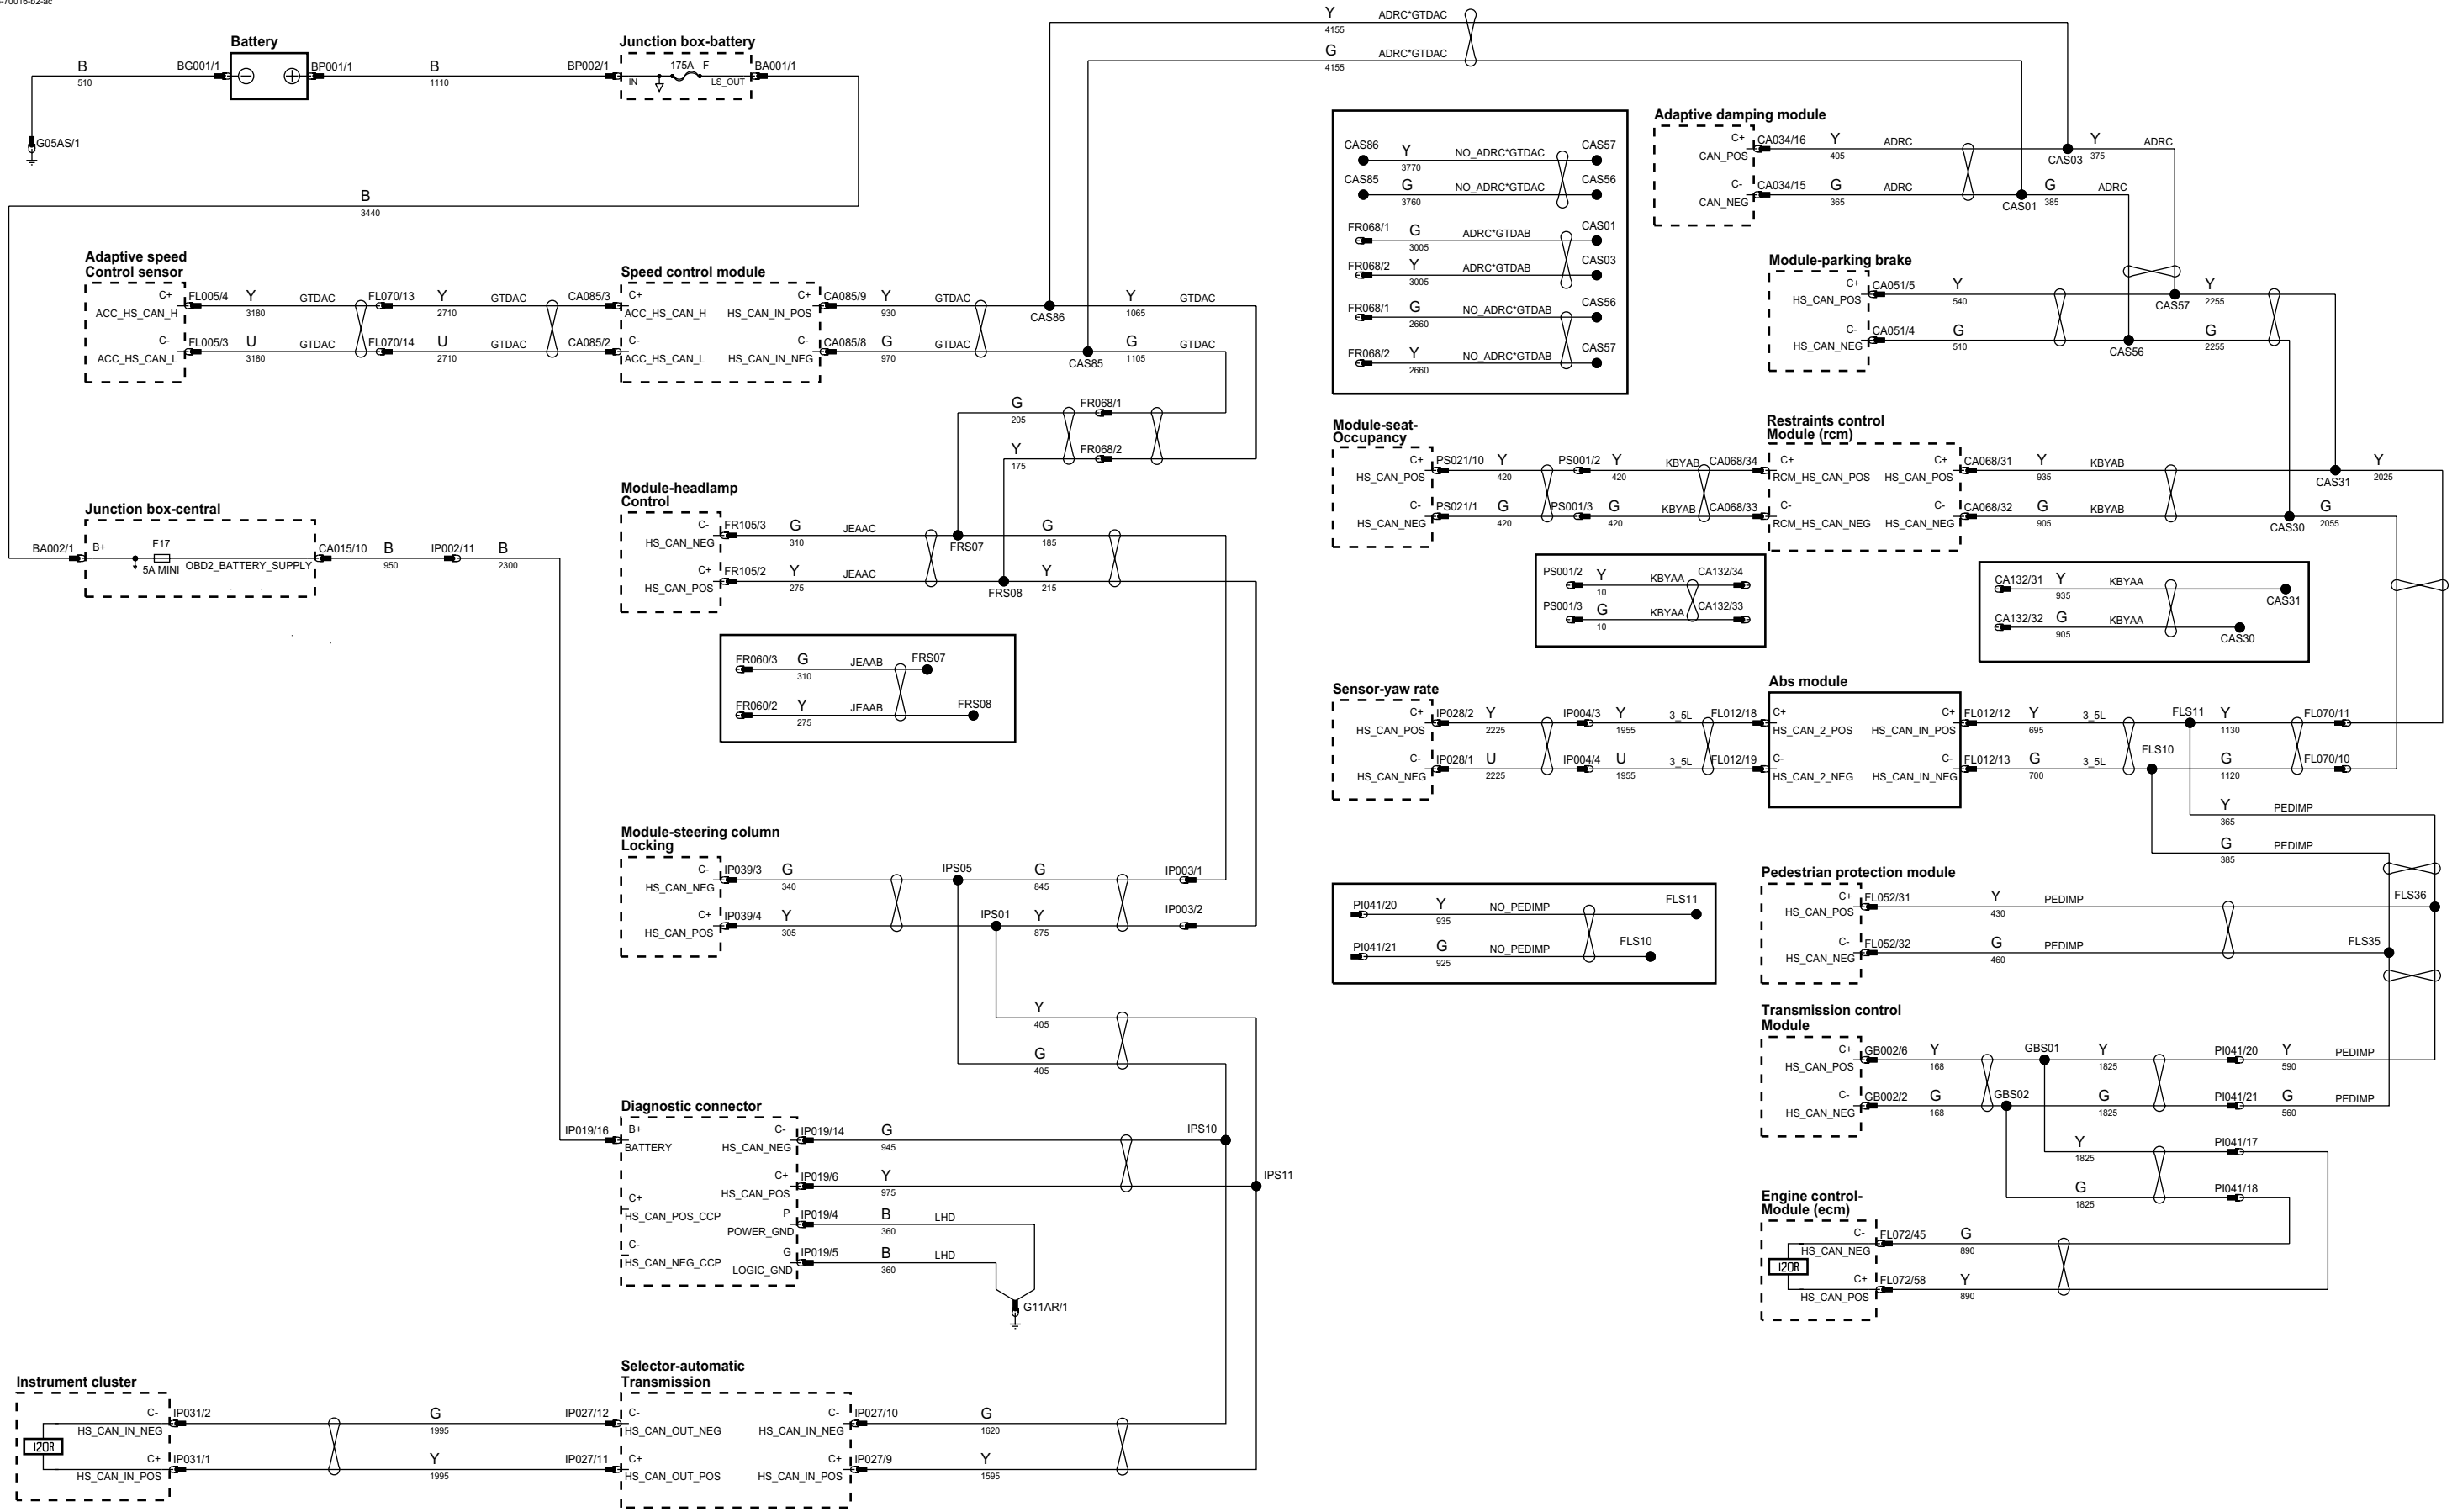 -70016-b2-ac
Battery
B
510
BG001/1
BP001/1
B
1110
G05AS/1
Junction box-battery
BP002/1
IN
175A F
LS_OUT
BA001/1
B
3440
Adaptive speed
Control sensor
C+
ACC_HS_CAN_H
C-
ACC_HS_CAN_L
FL005/4 Y
3180
GTDAC
FL070/13 Y
2710
GTDAC
CA085/3
FL005/3 U
3180
GTDAC
FL070/14 U
2710
GTDAC
CA085/2
Speed control module
C+
ACC_HS_CAN_H
C-
ACC_HS_CAN_L
C+
HS_CAN_IN_POS
C-
HS_CAN_IN_NEG
CA085/9 Y
930
GTDAC
CAS86
Y
1065
GTDAC
CA085/8 G
970
GTDAC
CAS85
G
1105
GTDAC
G
205
FR068/1
Y
175
FR068/2
Junction box-central
BA002/1
B+
F17
5A MINI
OBD2_BATTERY_SUPPLY
CA015/10 B
950
IP002/11 B
2300
Module-headlamp
Control
C-
HS_CAN_NEG
C+
HS_CAN_POS
FR105/3 G
310
JEAAC
FRS07
G
185
FR105/2 Y
275
JEAAC
FRS08
Y
215
FR060/3 G
310
JEAAB
FRS07
FR060/2 Y
275
JEAAB
FRS08
Module-steering column
Locking
C-
HS_CAN_NEG
C+
HS_CAN_POS
IP039/3 G
340
IPS05
G
845
IP003/1
IP039/4 Y
305
IPS01
Y
875
IP003/2
Y
405
G
405
Diagnostic connector
IP019/16
B+
BATTERY
C+
HS_CAN_POS_CCP
C-
HS_CAN_NEG_CCP
C-
HS_CAN_NEG
C+
HS_CAN_POS
P
POWER_GND
G
LOGIC_GND
IP019/14 G
945
IPS10
IP019/6 Y
975
IPS11
IP019/4 B
360
LHD
IP019/5 B
360
LHD
G11AR/1
Instrument cluster
120R
C-
HS_CAN_IN_NEG
C+
HS_CAN_IN_POS
IP031/2
G
1995
IP027/12
IP031/1
Y
1995
IP027/11
Selector-automatic
Transmission
C-
HS_CAN_OUT_NEG
C+
HS_CAN_OUT_POS
C-
HS_CAN_IN_NEG
C+
HS_CAN_IN_POS
IP027/10 G
1620
IP027/9 Y
1595
Y
4155
ADRC*GTDAC
G
4155
ADRC*GTDAC
CAS86 Y
3770
NO_ADRC*GTDAC
CAS57
CAS85 G
3760
NO_ADRC*GTDAC
CAS56
FR068/1 G
3005
ADRC*GTDAB
CAS01
FR068/2 Y
3005
ADRC*GTDAB
CAS03
FR068/1 G
2660
NO_ADRC*GTDAB
CAS56
FR068/2 Y
2660
NO_ADRC*GTDAB
CAS57
Adaptive damping module
C+
CAN_POS
C-
CAN_NEG
CA034/16 Y
405
ADRC
CAS03
Y
375
ADRC
CA034/15 G
365
ADRC
CAS01
G
385
ADRC
Module-parking brake
C+
HS_CAN_POS
C-
HS_CAN_NEG
CA051/5 Y
540
CAS57
Y
2255
CA051/4 G
510
CAS56
G
2255
Module-seat-
Occupancy
C+
HS_CAN_POS
C-
HS_CAN_NEG
PS021/10 Y
420
PS001/2 Y
420
KBYAB
CA068/34
PS021/1 G
420
PS001/3 G
420
KBYAB
CA068/33
Restraints control
Module (rcm)
C+
RCM_HS_CAN_POS
C-
RCM_HS_CAN_NEG
C+
HS_CAN_POS
C-
HS_CAN_NEG
CA068/31 Y
935
KBYAB
CAS31
Y
2025
CA068/32 G
905
KBYAB
CAS30
G
2055
PS001/2 Y
10
KBYAA
CA132/34
PS001/3 G
10
KBYAA
CA132/33
CA132/31 Y
935
KBYAA
CAS31
CA132/32 G
905
KBYAA
CAS30
Sensor-yaw rate
C+
HS_CAN_POS
C-
HS_CAN_NEG
IP028/2 Y
2225
IP004/3 Y
1955
3_5L
FL012/18
IP028/1 U
2225
IP004/4 U
1955
3_5L
FL012/19
Abs module
C+
HS_CAN_2_POS
C-
HS_CAN_2_NEG
C+
HS_CAN_IN_POS
C-
HS_CAN_IN_NEG
FL012/12 Y
695
3_5L
FLS11
Y
1130
FL070/11
FL012/13 G
700
3_5L
FLS10
G
1120
FL070/10
Y
365
PEDIMP
G
385
PEDIMP
PI041/20 Y
935
NO_PEDIMP
FLS11
PI041/21 G
925
NO_PEDIMP
FLS10
Pedestrian protection module
C+
HS_CAN_POS
C-
HS_CAN_NEG
FL052/31 Y
430
PEDIMP
FLS36
FL052/32 G
460
PEDIMP
FLS35
Transmission control
Module
C+
HS_CAN_POS
C-
HS_CAN_NEG
GB002/6 Y
168
GBS01
Y
1825
PI041/20 Y
590
PEDIMP
GB002/2 G
168
GBS02
G
1825
PI041/21 G
560
PEDIMP
Y
1825
PI041/17
G
1825
PI041/18
Engine control-
Module (ecm)
120R
C-
HS_CAN_NEG
C+
HS_CAN_POS
FL072/45 G
890
FL072/58 Y
890